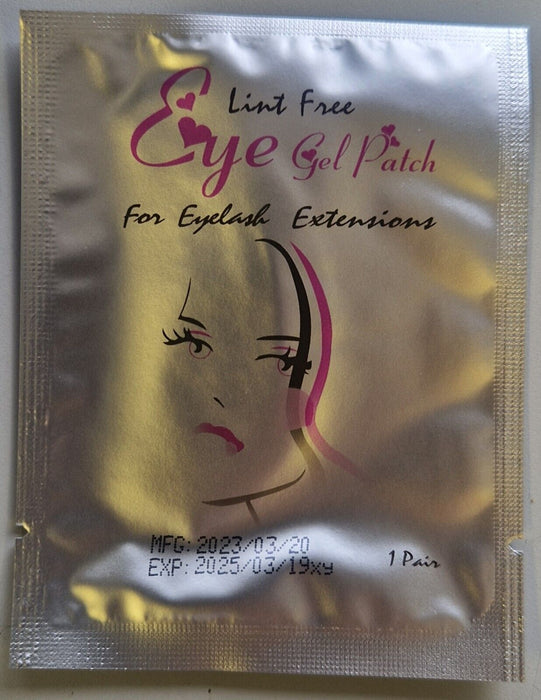 Lint Free
Eye Gel Patch
For Eyelash Extensions
MFG: 2023/03/20
EXP: 2025/03/19xy
1 Pair